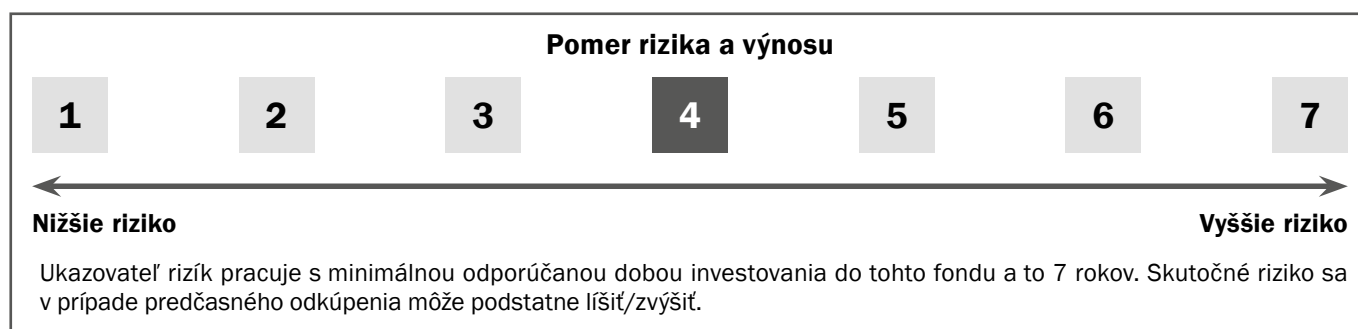 Pomer rizika a výnosu
1 2 3 4 5 6 7
Nižšie riziko Vyššie riziko
Ukazovateľ rizík pracuje s minimálnou odporúčanou dobou investovania do tohto fondu a to 7 rokov. Skutočné riziko sa
v prípade predčasného odkúpenia môže podstatne líšiť/zvýšiť.